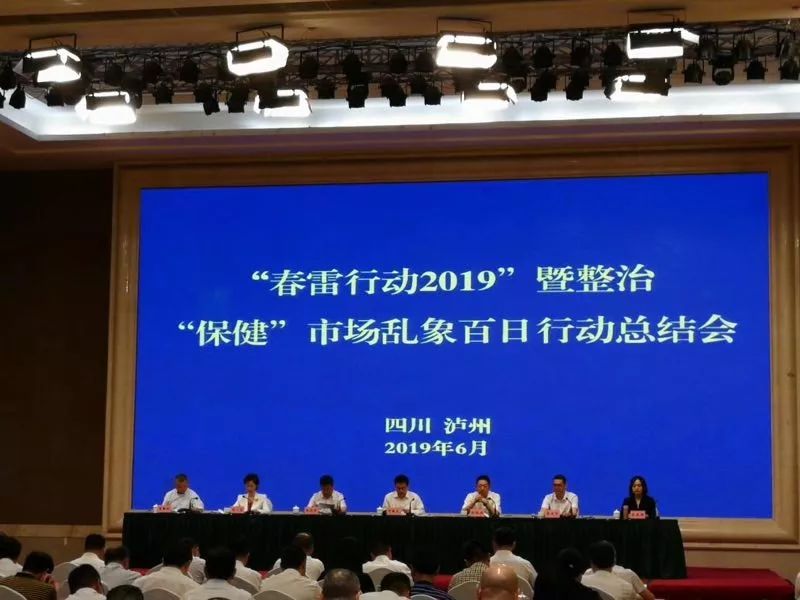 “春雷行动2019”暨整治
“保健”市场乱象百日行动总结会
四川 泸州
2019年6月